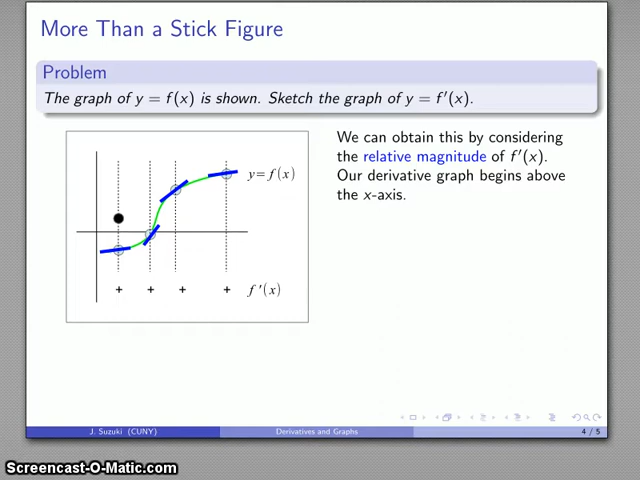 More Than a Stick Figure
Problem
The graph of y = f(x) is shown. Sketch the graph of y = f′(x).
We can obtain this by considering
the relative magnitude of f′(x).
Our derivative graph begins above
the x-axis.
y=f(x)
+ + + + f'(x)
J. Suzuki (CUNY) Derivatives and Graphs 4 / 5
Screencast-O-Matic.com